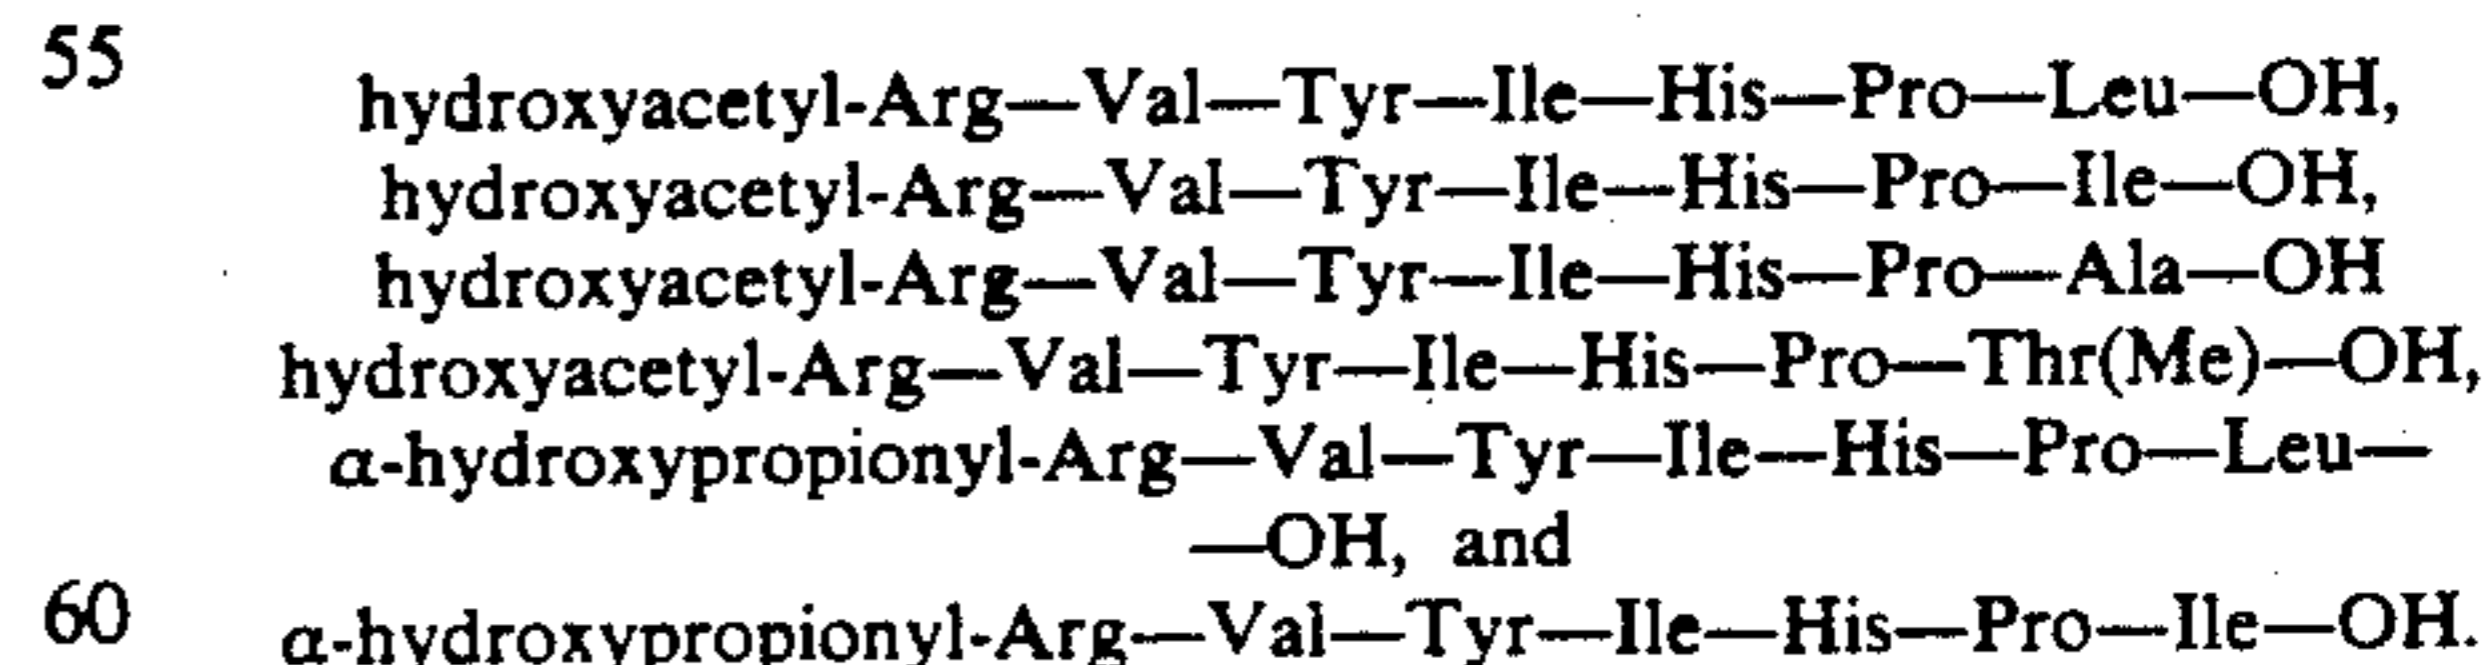 55
hydroxyacetyl-Arg—Val—Tyr—Ile—His—Pro—Leu—OH,
hydroxyacetyl-Arg—Val—Tyr—Ile—His—Pro—Ile—OH,
hydroxyacetyl-Arg—Val—Tyr—Ile—His—Pro—Ala—OH
hydroxyacetyl-Arg—Val—Tyr—Ile—His—Pro—Thr(Me)—OH,
α-hydroxypropionyl-Arg—Val—Tyr—Ile—His—Pro—Leu—
—OH, and
60 α-hydroxypropionyl-Arg—Val—Tyr—Ile—His—Pro—Ile—OH.